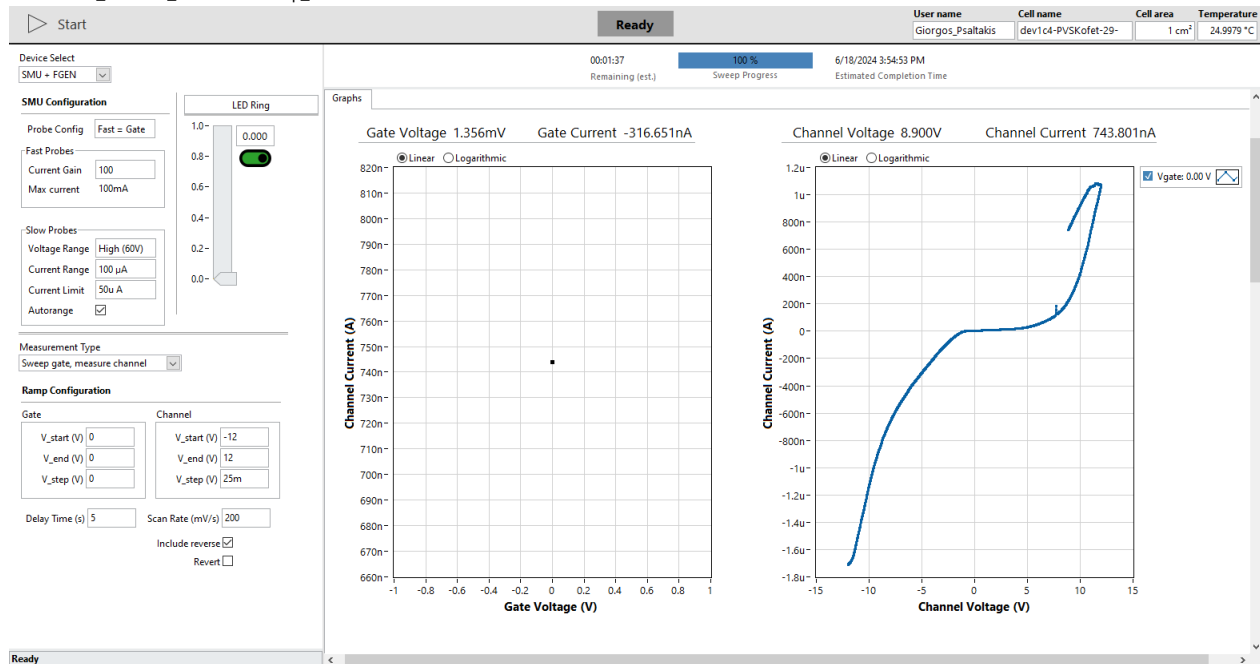 Start
Ready
User name
Giorgos_Psaltakis
Cell name
dev1c4-PVSKofet-29-
Cell area
1 cm²
Temperature
24.9979 °C
Device Select
SMU + FGEN
00:01:37
Remaining (est.)
100 %
Sweep Progress
6/18/2024 3:54:53 PM
Estimated Completion Time
SMU Configuration
Probe Config Fast = Gate
Fast Probes
Current Gain 100
Max current 100mA
Slow Probes
Voltage Range High (60V)
Current Range 100 µA
Current Limit 50u A
Autorange
LED Ring
1.0
0.8
0.6
0.4
0.2
0.0
0.000
Measurement Type
Sweep gate, measure channel
Ramp Configuration
Gate
V_start (V) 0
V_end (V) 0
V_step (V) 0
Channel
V_start (V) -12
V_end (V) 12
V_step (V) 25m
Delay Time (s) 5
Scan Rate (mV/s) 200
Include reverse
Revert
Ready
Graphs
Gate Voltage 1.356mV
Gate Current -316.651nA
Linear Logarithmic
Channel Current (A)
820n
810n
800n
790n
780n
770n
760n
750n
740n
730n
720n
710n
700n
690n
680n
670n
660n
-1 -0.8 -0.6 -0.4 -0.2 0 0.2 0.4 0.6 0.8 1
Gate Voltage (V)
Channel Voltage 8.900V
Channel Current 743.801nA
Linear Logarithmic
Channel Current (A)
1.2u
1u
800n
600n
400n
200n
0
-200n
-400n
-600n
-800n
-1u
-1.2u
-1.4u
-1.6u
-1.8u
-15 -10 -5 0 5 10 15
Channel Voltage (V)
Vgate: 0.00 V